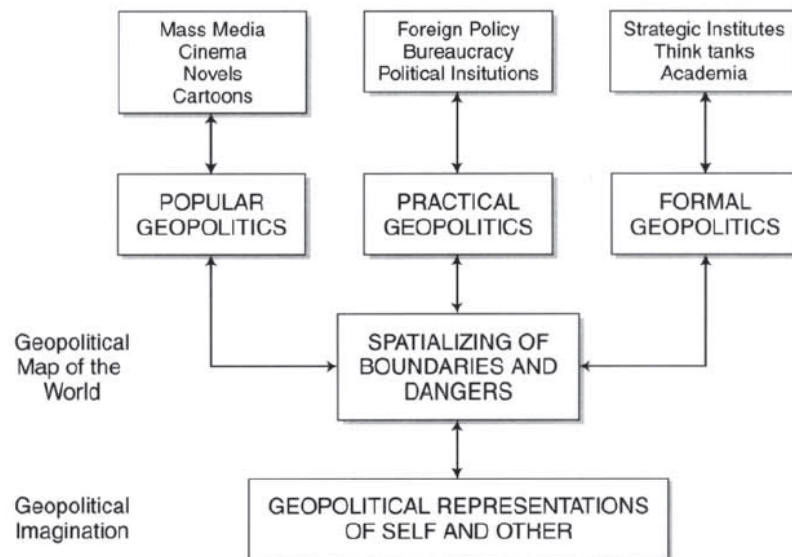 Mass Media
Cinema
Novels
Cartoons
Foreign Policy
Bureaucracy
Political Insitutions
Strategic Institutes
Think tanks
Academia
POPULAR
GEOPOLITICS
PRACTICAL
GEOPOLITICS
FORMAL
GEOPOLITICS
Geopolitical
Map of the
World
SPATIALIZING OF
BOUNDARIES AND
DANGERS
Geopolitical
Imagination
GEOPOLITICAL REPRESENTATIONS
OF SELF AND OTHER